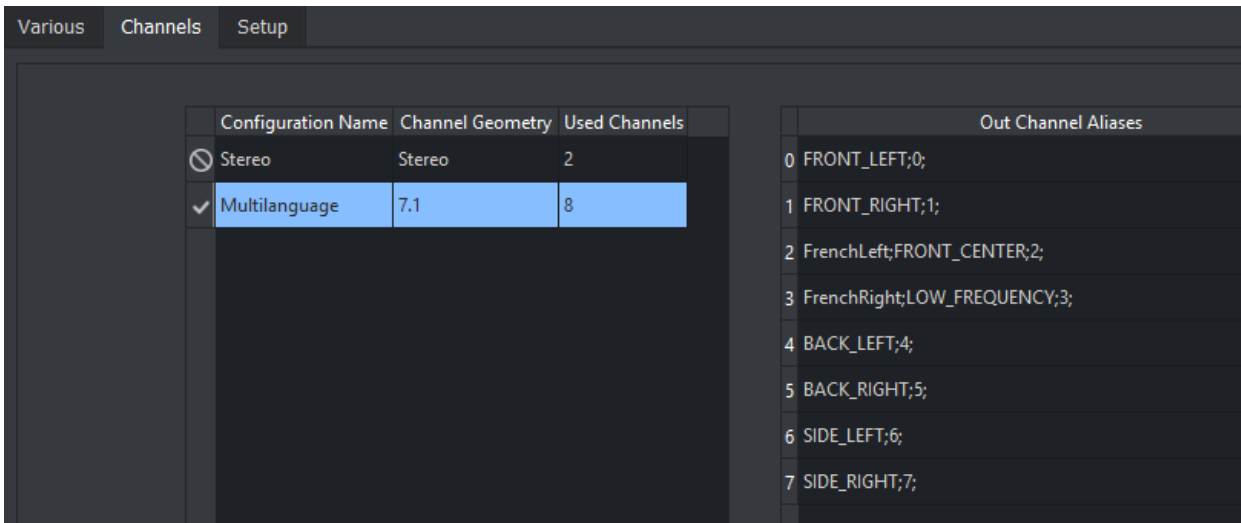 Various Channels Setup
Configuration Name Channel Geometry Used Channels
Stereo Stereo 2
Multilanguage 7.1 8
Out Channel Aliases
0 FRONT_LEFT;0;
1 FRONT_RIGHT;1;
2 FrenchLeft;FRONT_CENTER;2;
3 FrenchRight;LOW_FREQUENCY;3;
4 BACK_LEFT;4;
5 BACK_RIGHT;5;
6 SIDE_LEFT;6;
7 SIDE_RIGHT;7;